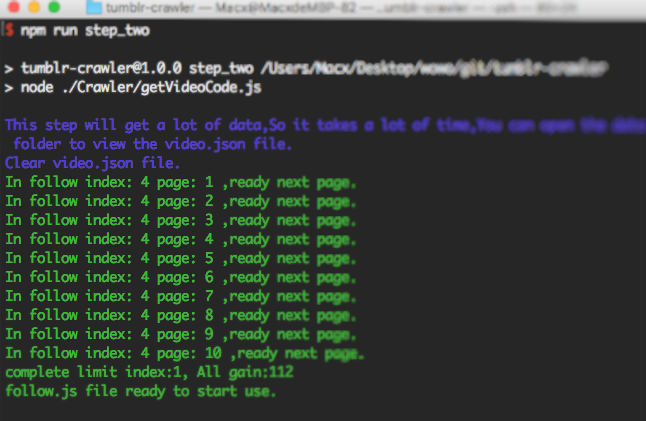 tumblr-crawler — Macx@MacxdeMBP-82 —
$ npm run step_two
> tumblr-crawler@1.0.0 step_two /Users/Macx/Desktop/wowo/git/tumblr-crawler
> node ./Crawler/getVideoCode.js
This step will get a lot of data,So it takes a lot of time,You can open the data
folder to view the video.json file.
Clear video.json file.
In follow index: 4 page: 1 ,ready next page.
In follow index: 4 page: 2 ,ready next page.
In follow index: 4 page: 3 ,ready next page.
In follow index: 4 page: 4 ,ready next page.
In follow index: 4 page: 5 ,ready next page.
In follow index: 4 page: 6 ,ready next page.
In follow index: 4 page: 7 ,ready next page.
In follow index: 4 page: 8 ,ready next page.
In follow index: 4 page: 9 ,ready next page.
In follow index: 4 page: 10 ,ready next page.
complete limit index:1, All gain:112
follow.js file ready to start use.